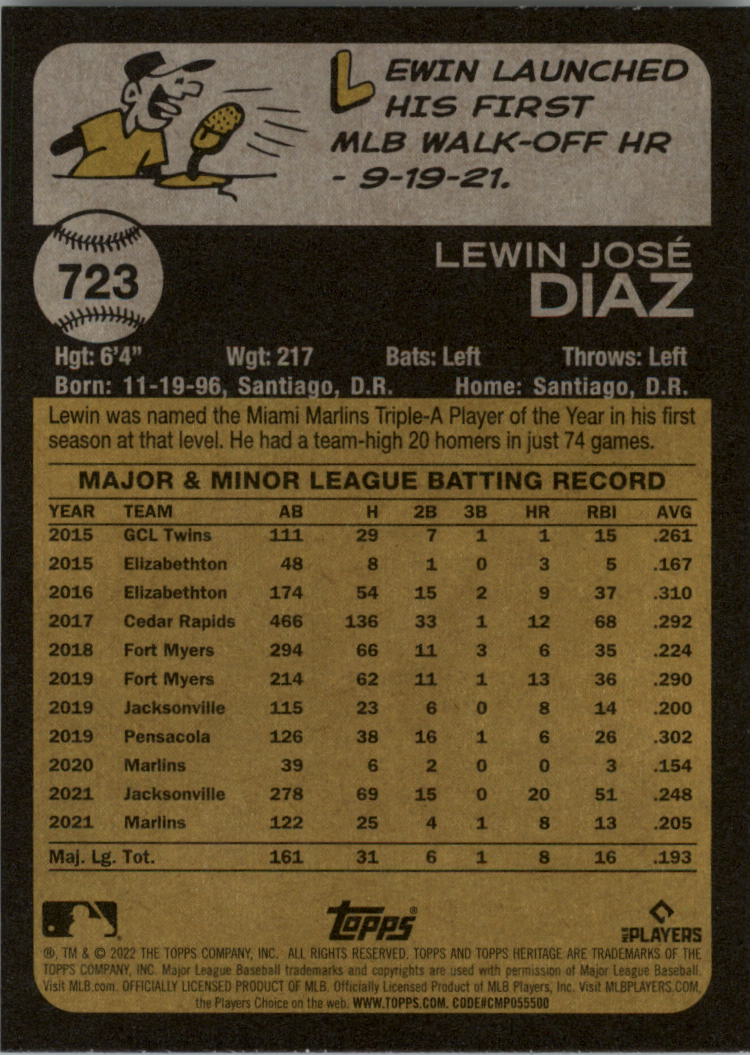 LEWIN LAUNCHED
HIS FIRST
MLB WALK-OFF HR
- 9-19-21.
723
LEWIN JOSÉ
DIAZ
Hgt: 6'4" Wgt: 217 Bats: Left Throws: Left
Born: 11-19-96, Santiago, D.R. Home: Santiago, D.R.
Lewin was named the Miami Marlins Triple-A Player of the Year in his first
season at that level. He had a team-high 20 homers in just 74 games.
MAJOR & MINOR LEAGUE BATTING RECORD
YEAR TEAM AB H 2B 3B HR RBI AVG
2015 GCL Twins 111 29 7 1 1 15 .261
2015 Elizabethton 48 8 1 0 3 5 .167
2016 Elizabethton 174 54 15 2 9 37 .310
2017 Cedar Rapids 466 136 33 1 12 68 .292
2018 Fort Myers 294 66 11 3 6 35 .224
2019 Fort Myers 214 62 11 1 13 36 .290
2019 Jacksonville 115 23 6 0 8 14 .200
2019 Pensacola 126 38 16 1 6 26 .302
2020 Marlins 39 6 2 0 0 3 .154
2021 Jacksonville 278 69 15 0 20 51 .248
2021 Marlins 122 25 4 1 8 13 .205
Maj. Lg. Tot. 161 31 6 1 8 16 .193
Topps® MLB PLAYERS
®, TM & © 2022 THE TOPPS COMPANY, INC. ALL RIGHTS RESERVED. TOPPS AND TOPPS HERITAGE ARE TRADEMARKS OF THE
TOPPS COMPANY, INC. Major League Baseball trademarks and copyrights are used with permission of Major League Baseball.
Visit MLB.com. OFFICIALLY LICENSED PRODUCT OF MLB. Officially Licensed Product of MLB Players, Inc. Visit MLBPLAYERS.COM,
the Players Choice on the web. WWW.TOPPS.COM. CODE#CMP055500